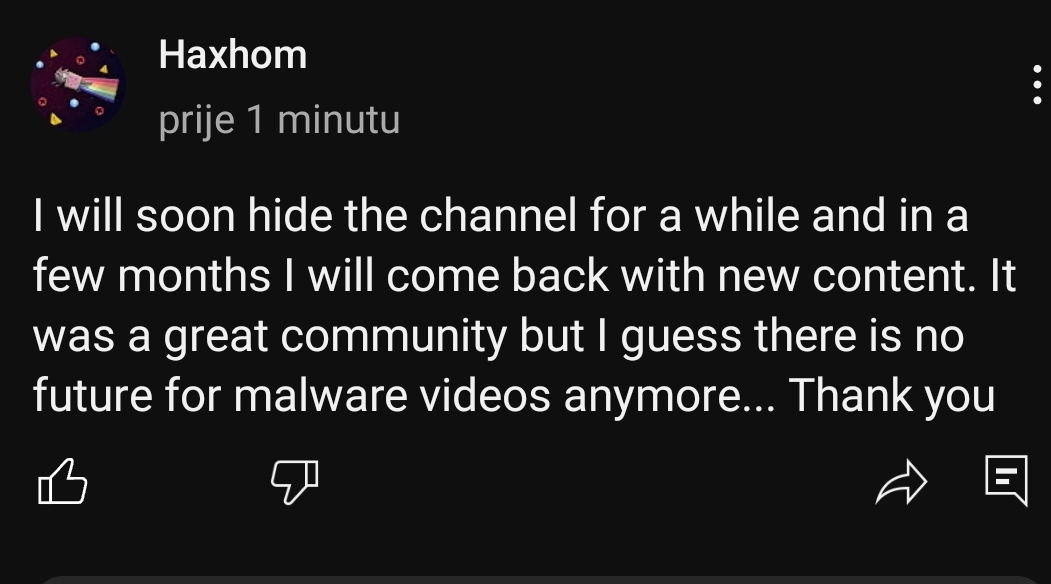 Haxhom
prije 1 minutu
I will soon hide the channel for a while and in a
few months I will come back with new content. It
was a great community but I guess there is no
future for malware videos anymore... Thank you